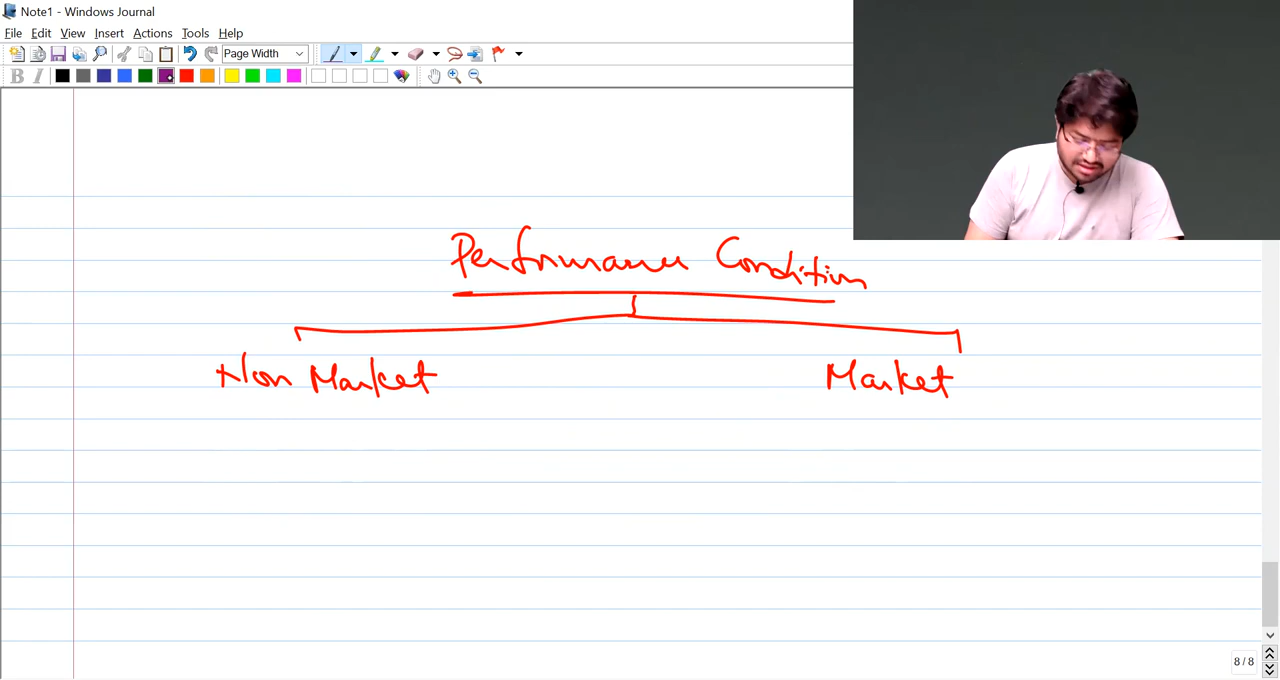 Note1 - Windows Journal
File Edit View Insert Actions Tools Help
Page Width
B I
Performance Condition
Non Market Market
8 / 8